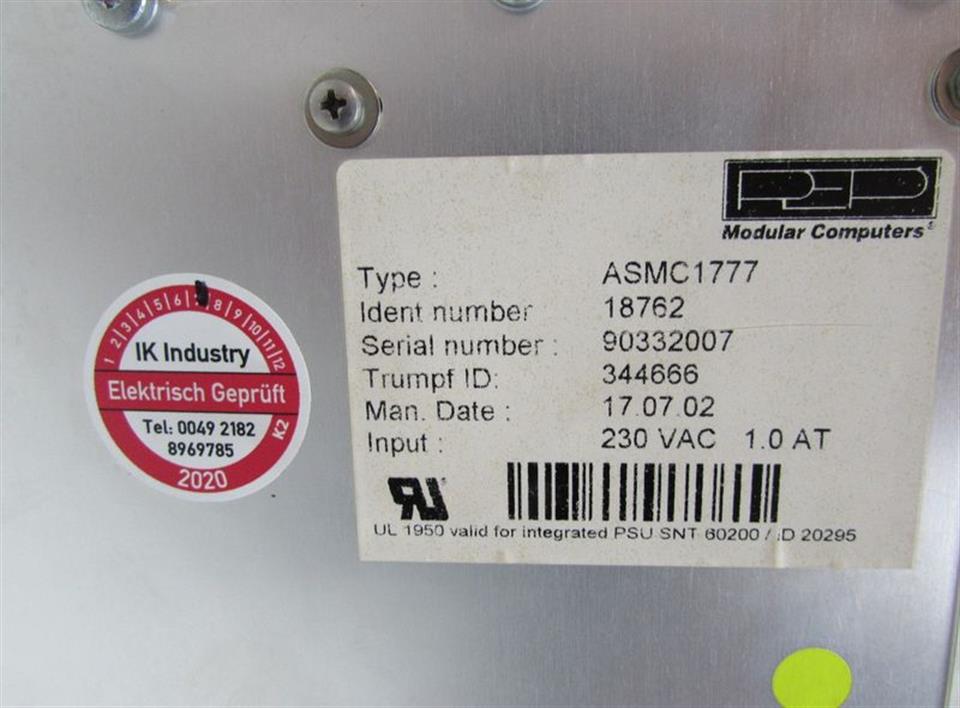 PEP
Modular Computers®
Type : ASMC1777
Ident number 18762
Serial number : 90332007
Trumpf ID: 344666
Man. Date : 17.07.02
Input : 230 VAC 1.0 AT
UL 1950 valid for integrated PSU SNT 60200 / ID 20295
1 2 3 4 5 6 8 9 10 11 12
IK Industry
Elektrisch Geprüft
Tel: 0049 2182
8969785
K2
2020